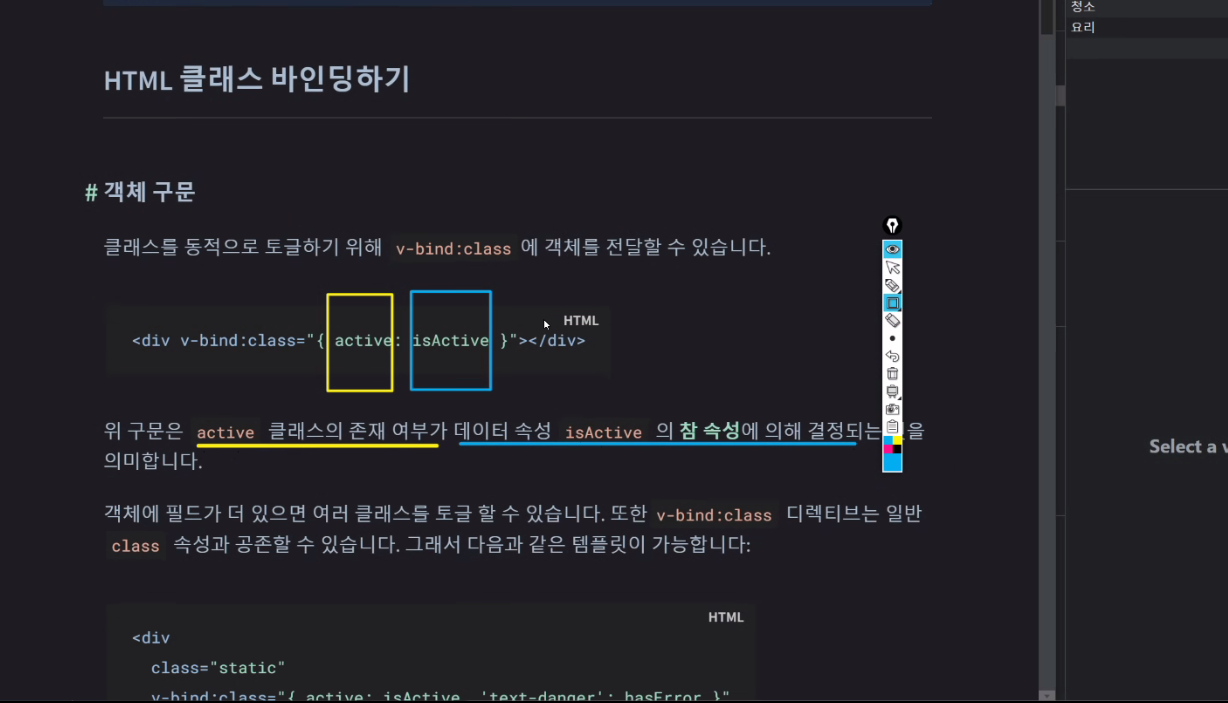 청소
요리
HTML 클래스 바인딩하기
# 객체 구문
클래스를 동적으로 토글하기 위해 v-bind:class 에 객체를 전달할 수 있습니다.
HTML
<div v-bind:class="{ active: isActive }"></div>
위 구문은 active 클래스의 존재 여부가 데이터 속성 isActive 의 참 속성에 의해 결정되는 을
의미합니다.
객체에 필드가 더 있으면 여러 클래스를 토글 할 수 있습니다. 또한 v-bind:class 디렉티브는 일반
class 속성과 공존할 수 있습니다. 그래서 다음과 같은 템플릿이 가능합니다:
HTML
<div
class="static"
v-bind:class="{ active: isActive, 'text-danger': hasError }"
Select a